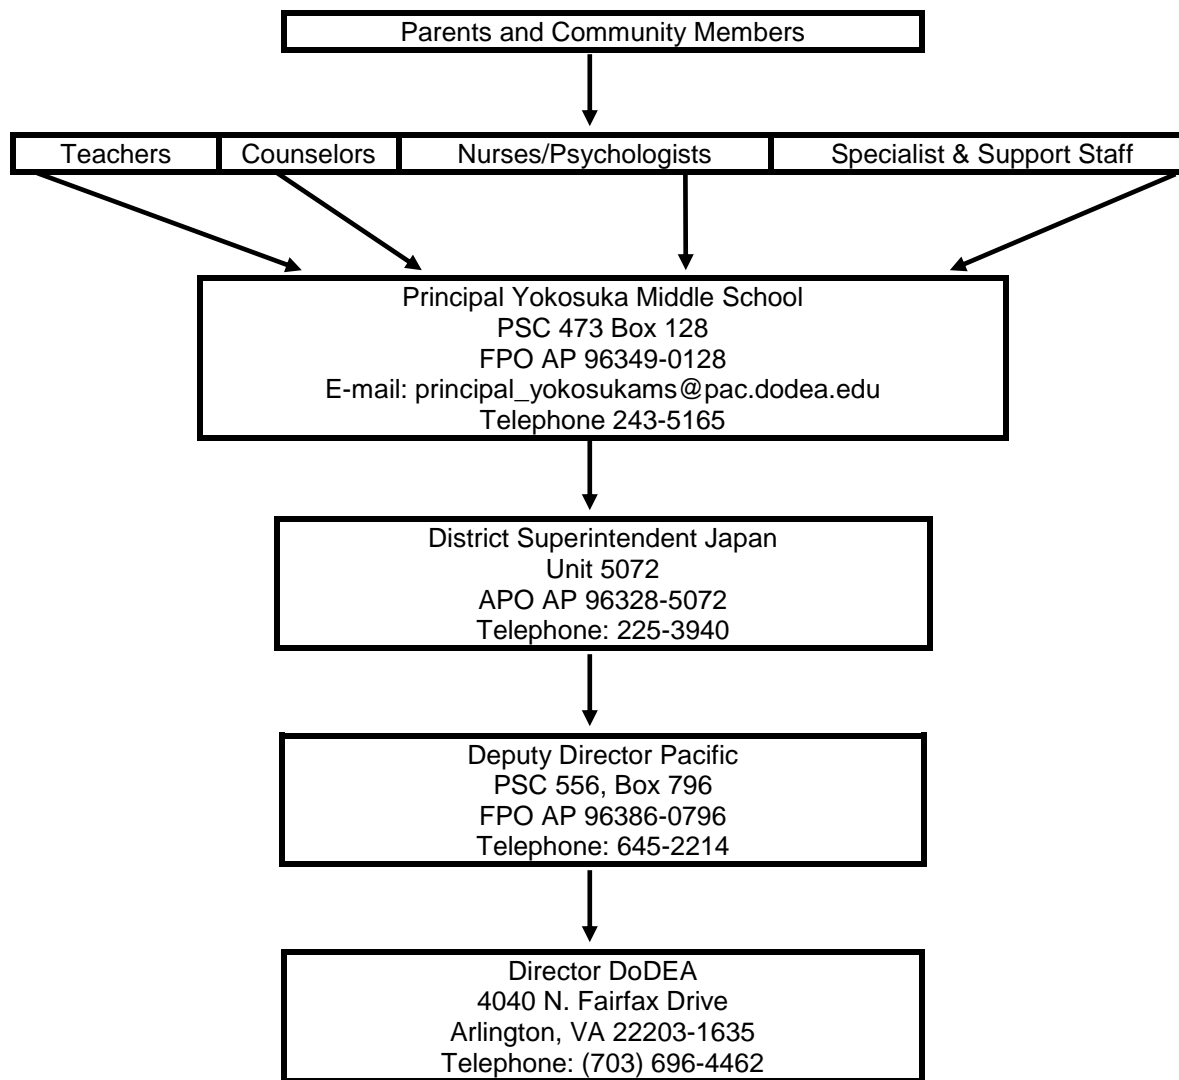 Parents and Community Members
Teachers
Counselors
Nurses/Psychologists
Specialist & Support Staff
Principal Yokosuka Middle School
PSC 473 Box 128
FPO AP 96349-0128
E-mail: principal_yokosukams@pac.dodea.edu
Telephone 243-5165
District Superintendent Japan
Unit 5072
APO AP 96328-5072
Telephone: 225-3940
Deputy Director Pacific
PSC 556, Box 796
FPO AP 96386-0796
Telephone: 645-2214
Director DoDEA
4040 N. Fairfax Drive
Arlington, VA 22203-1635
Telephone: (703) 696-4462